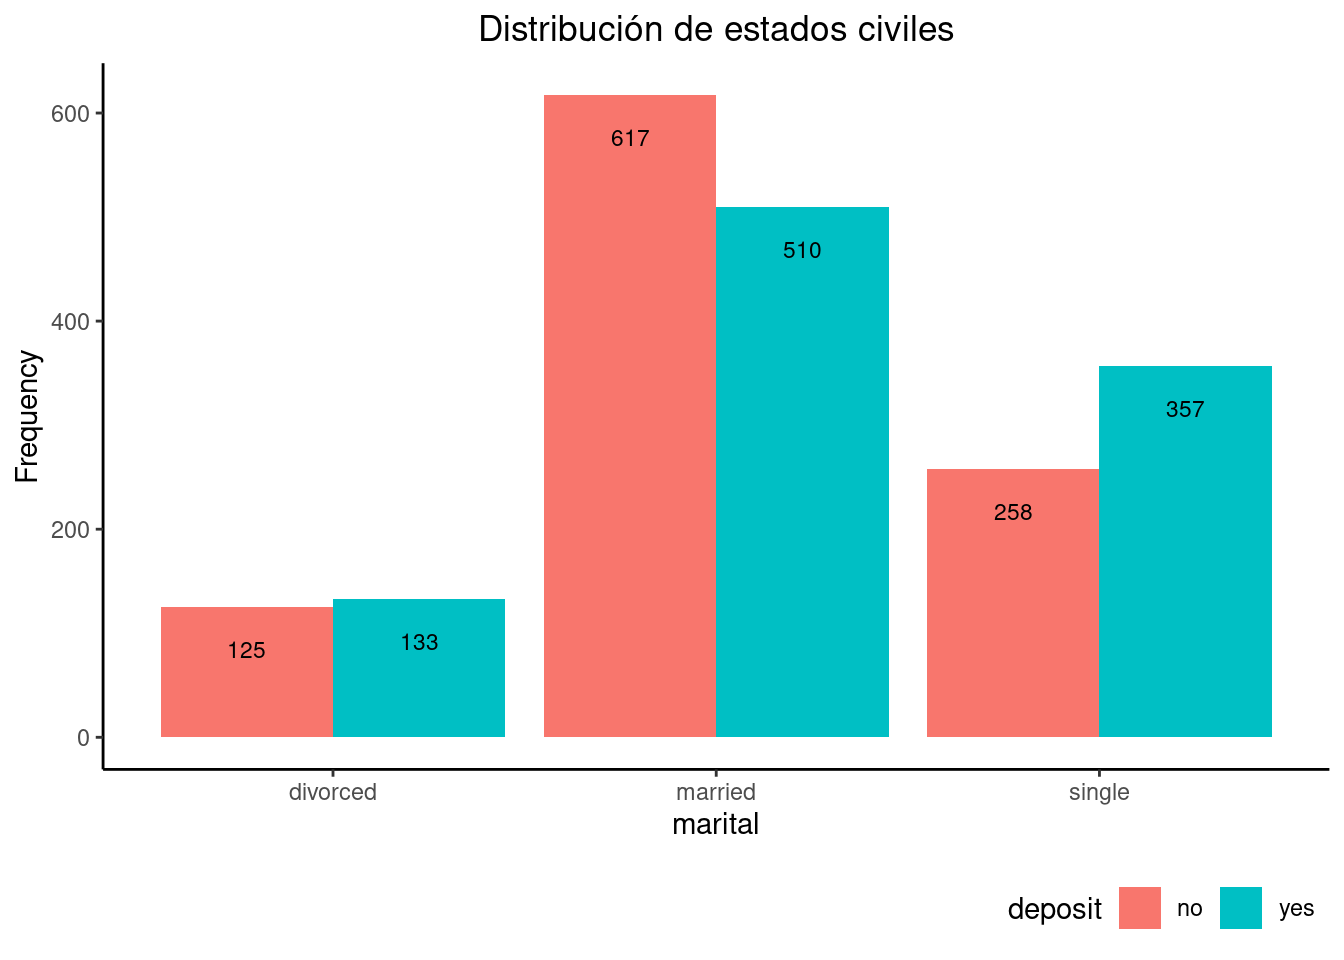 Distribución de estados civiles
Frequency
600
400
200
0
617
510
357
258
125
133
divorced
married
single
marital
deposit
no
yes